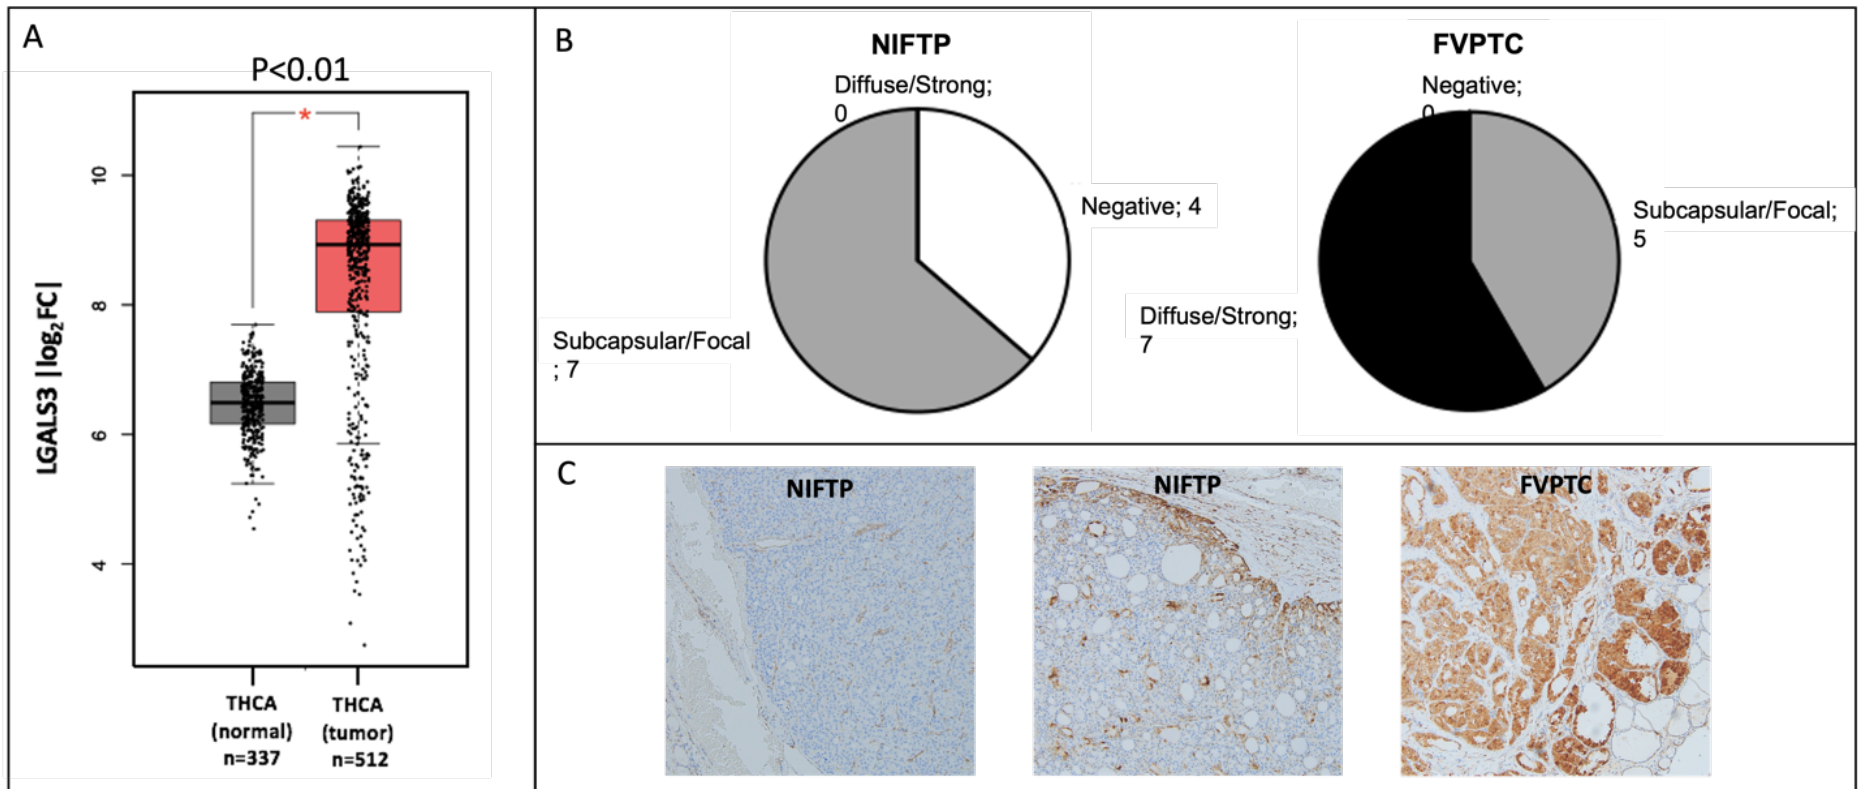 A
P<0.01
*
10
8
6
4
LGALS3 |log₂FC|
THCA
(normal)
n=337
THCA
(tumor)
n=512
B
NIFTP
Diffuse/Strong;
0
Negative; 4
Subcapsular/Focal
; 7
FVPTC
Negative;
0
Subcapsular/Focal;
5
Diffuse/Strong;
7
C
NIFTP
NIFTP
FVPTC